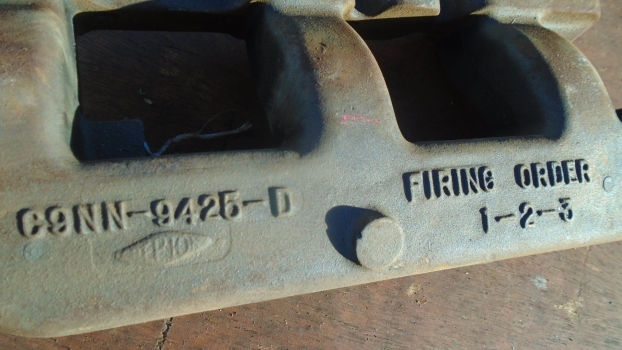 C9NN-9425-D
FIRING ORDER
1-2-3